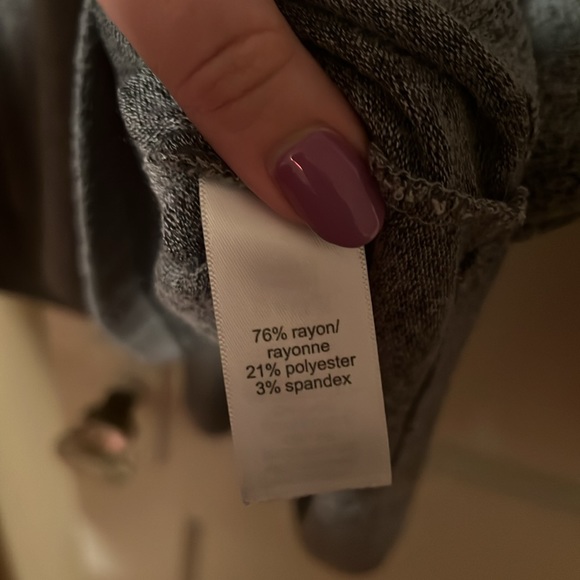 76% rayon/
rayonne
21% polyester
3% spandex